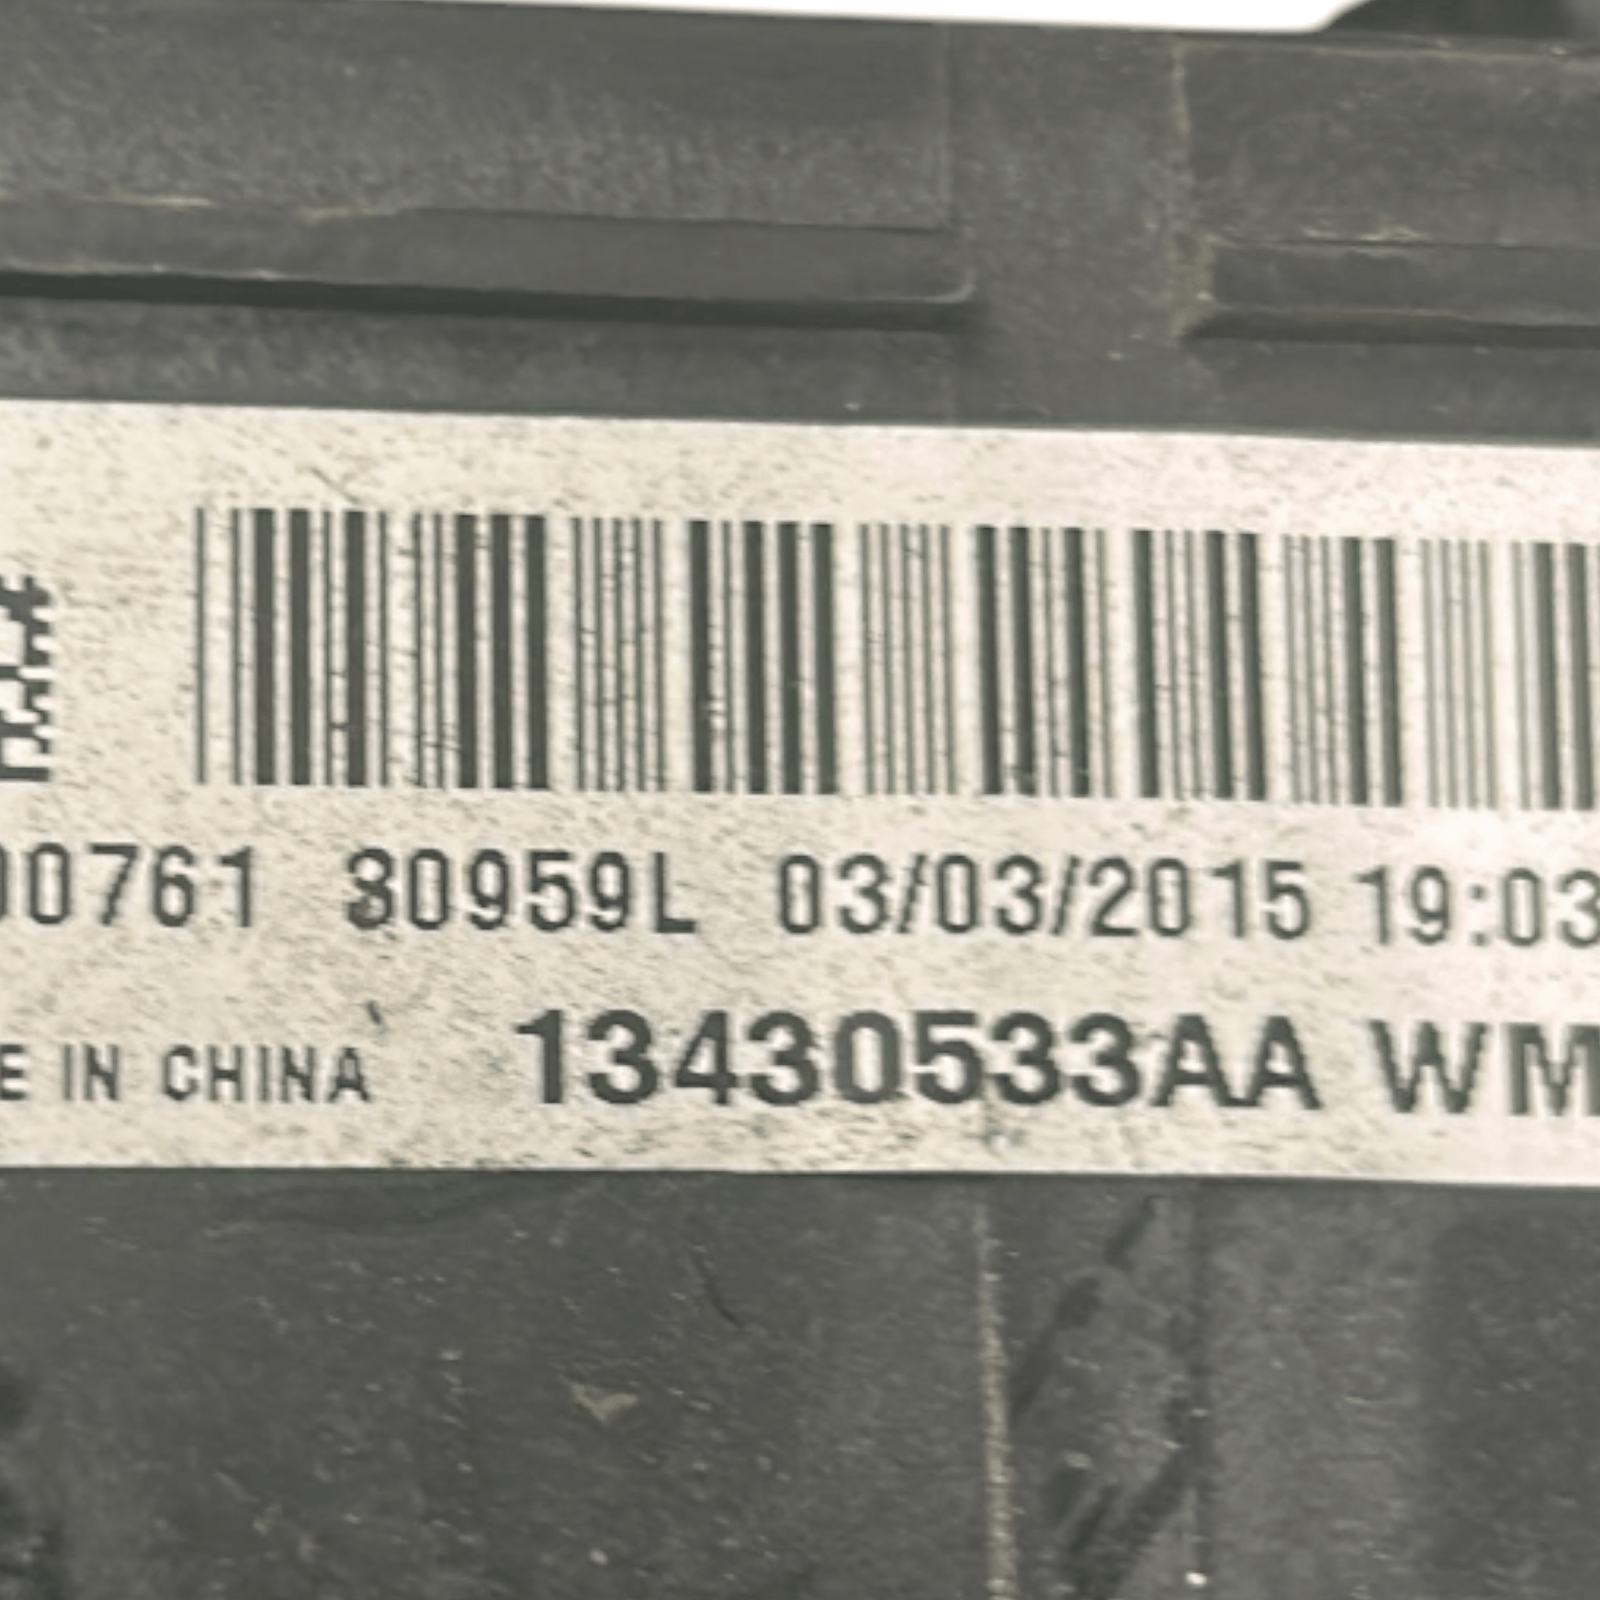 00761 30959L 03/03/2015 19:03
E IN CHINA 13430533AA WM